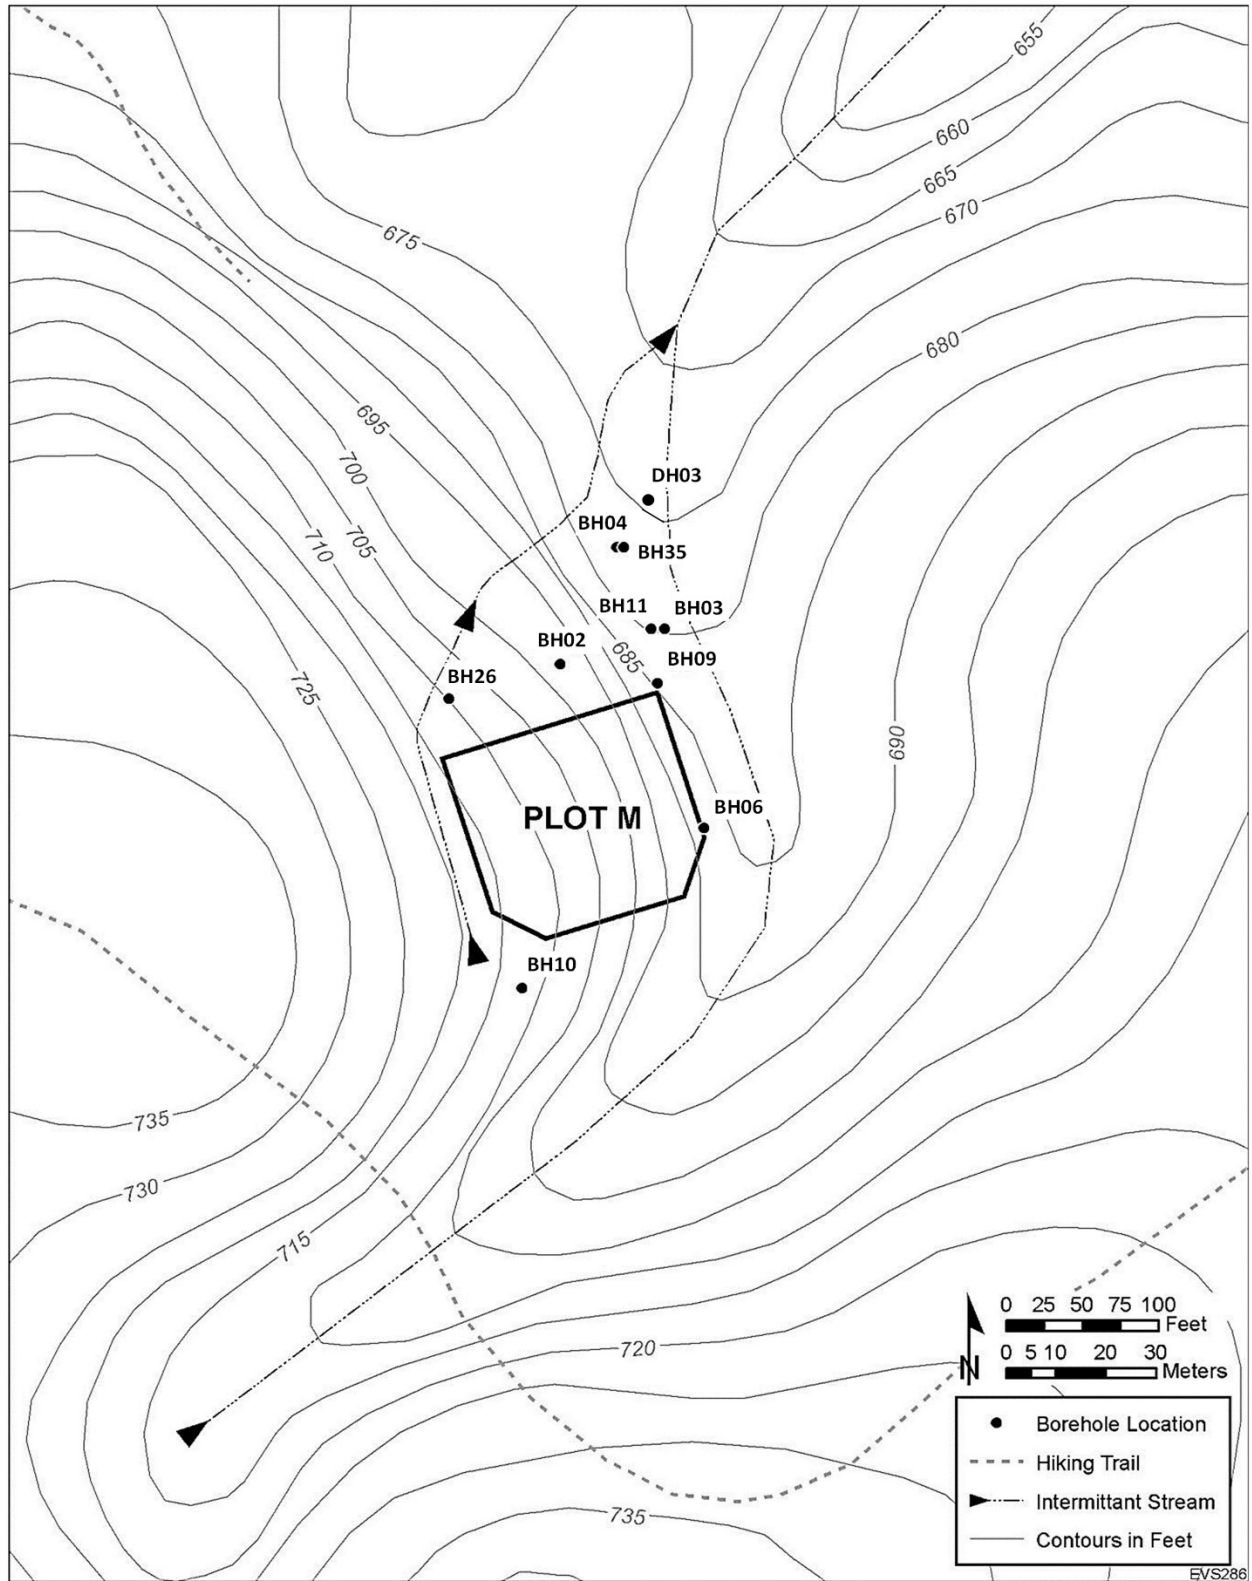 655
660
665
670
675
680
695
700
DH03
BH04
BH35
705
710
BH11
BH03
BH02
685
BH09
BH26
725
690
BH06
PLOT M
BH10
735
730
715
720
735
0 25 50 75 100
Feet
0 5 10 20 30
Meters
N
Borehole Location
Hiking Trail
Intermittant Stream
Contours in Feet
EVS286